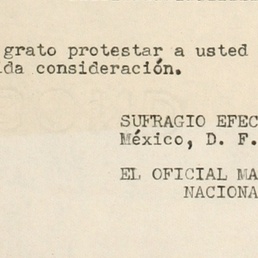 grato protestar a usted
da consideración.
SUFRAGIO EFEC
México, D. F.
EL OFICIAL MA
NACIONA